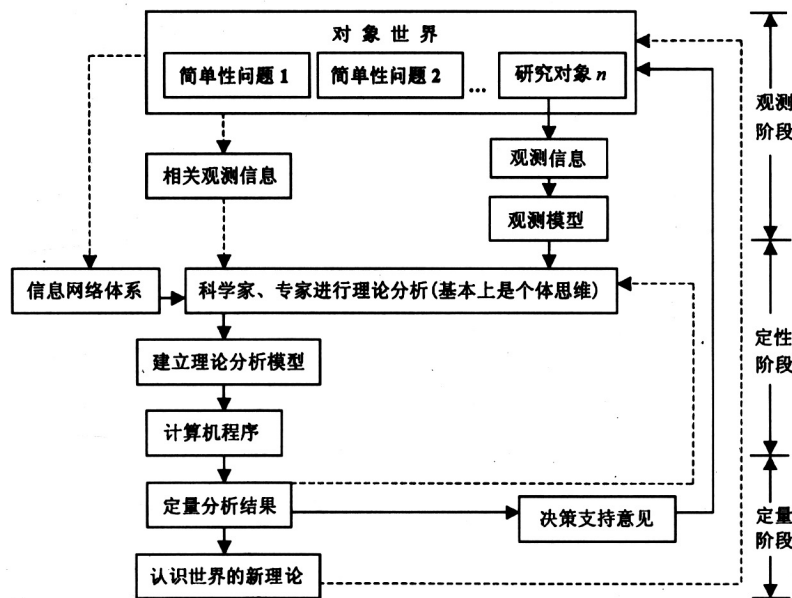 对象世界
简单性问题1 简单性问题2 … 研究对象n
观测阶段
相关观测信息
观测信息
观测模型
信息网络体系
科学家、专家进行理论分析(基本上是个体思维)
建立理论分析模型
定性阶段
计算机程序
定量分析结果
决策支持意见
定量阶段
认识世界的新理论